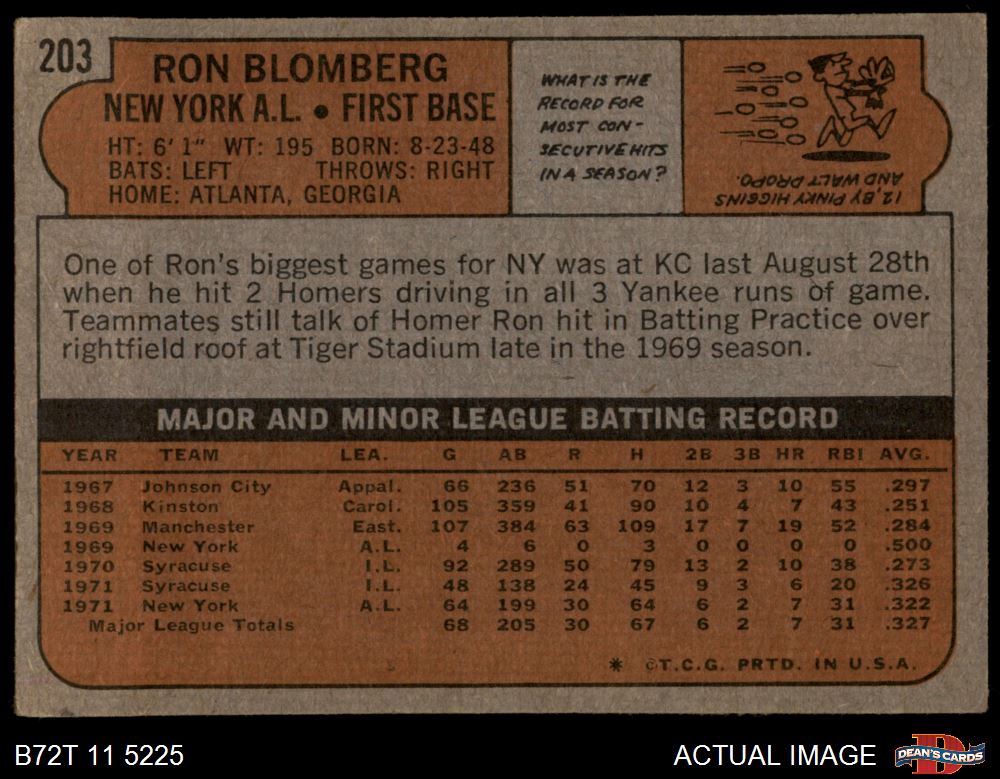 203
RON BLOMBERG
NEW YORK A.L. • FIRST BASE
HT: 6' 1" WT: 195 BORN: 8-23-48
BATS: LEFT THROWS: RIGHT
HOME: ATLANTA, GEORGIA
WHAT IS THE
RECORD FOR
MOST CON-
SECUTIVE HITS
IN A SEASON?
12, BY PINKY HIGGINS
AND WALT DROPO.
One of Ron's biggest games for NY was at KC last August 28th
when he hit 2 Homers driving in all 3 Yankee runs of game.
Teammates still talk of Homer Ron hit in Batting Practice over
rightfield roof at Tiger Stadium late in the 1969 season.
MAJOR AND MINOR LEAGUE BATTING RECORD
YEAR TEAM LEA. G AB R H 2B 3B HR RBI AVG.
1967 Johnson City Appal. 66 236 51 70 12 3 10 55 .297
1968 Kinston Carol. 105 359 41 90 10 4 7 43 .251
1969 Manchester East. 107 384 63 109 17 7 19 52 .284
1969 New York A.L. 4 6 0 3 0 0 0 0 .500
1970 Syracuse I.L. 92 289 50 79 13 2 10 38 .273
1971 Syracuse I.L. 48 138 24 45 9 3 6 20 .326
1971 New York A.L. 64 199 30 64 6 2 7 31 .322
Major League Totals 68 205 30 67 6 2 7 31 .327
* ©T.C.G. PRTD. IN U.S.A.
B72T 11 5225
ACTUAL IMAGE
D
DEAN'S CARDS